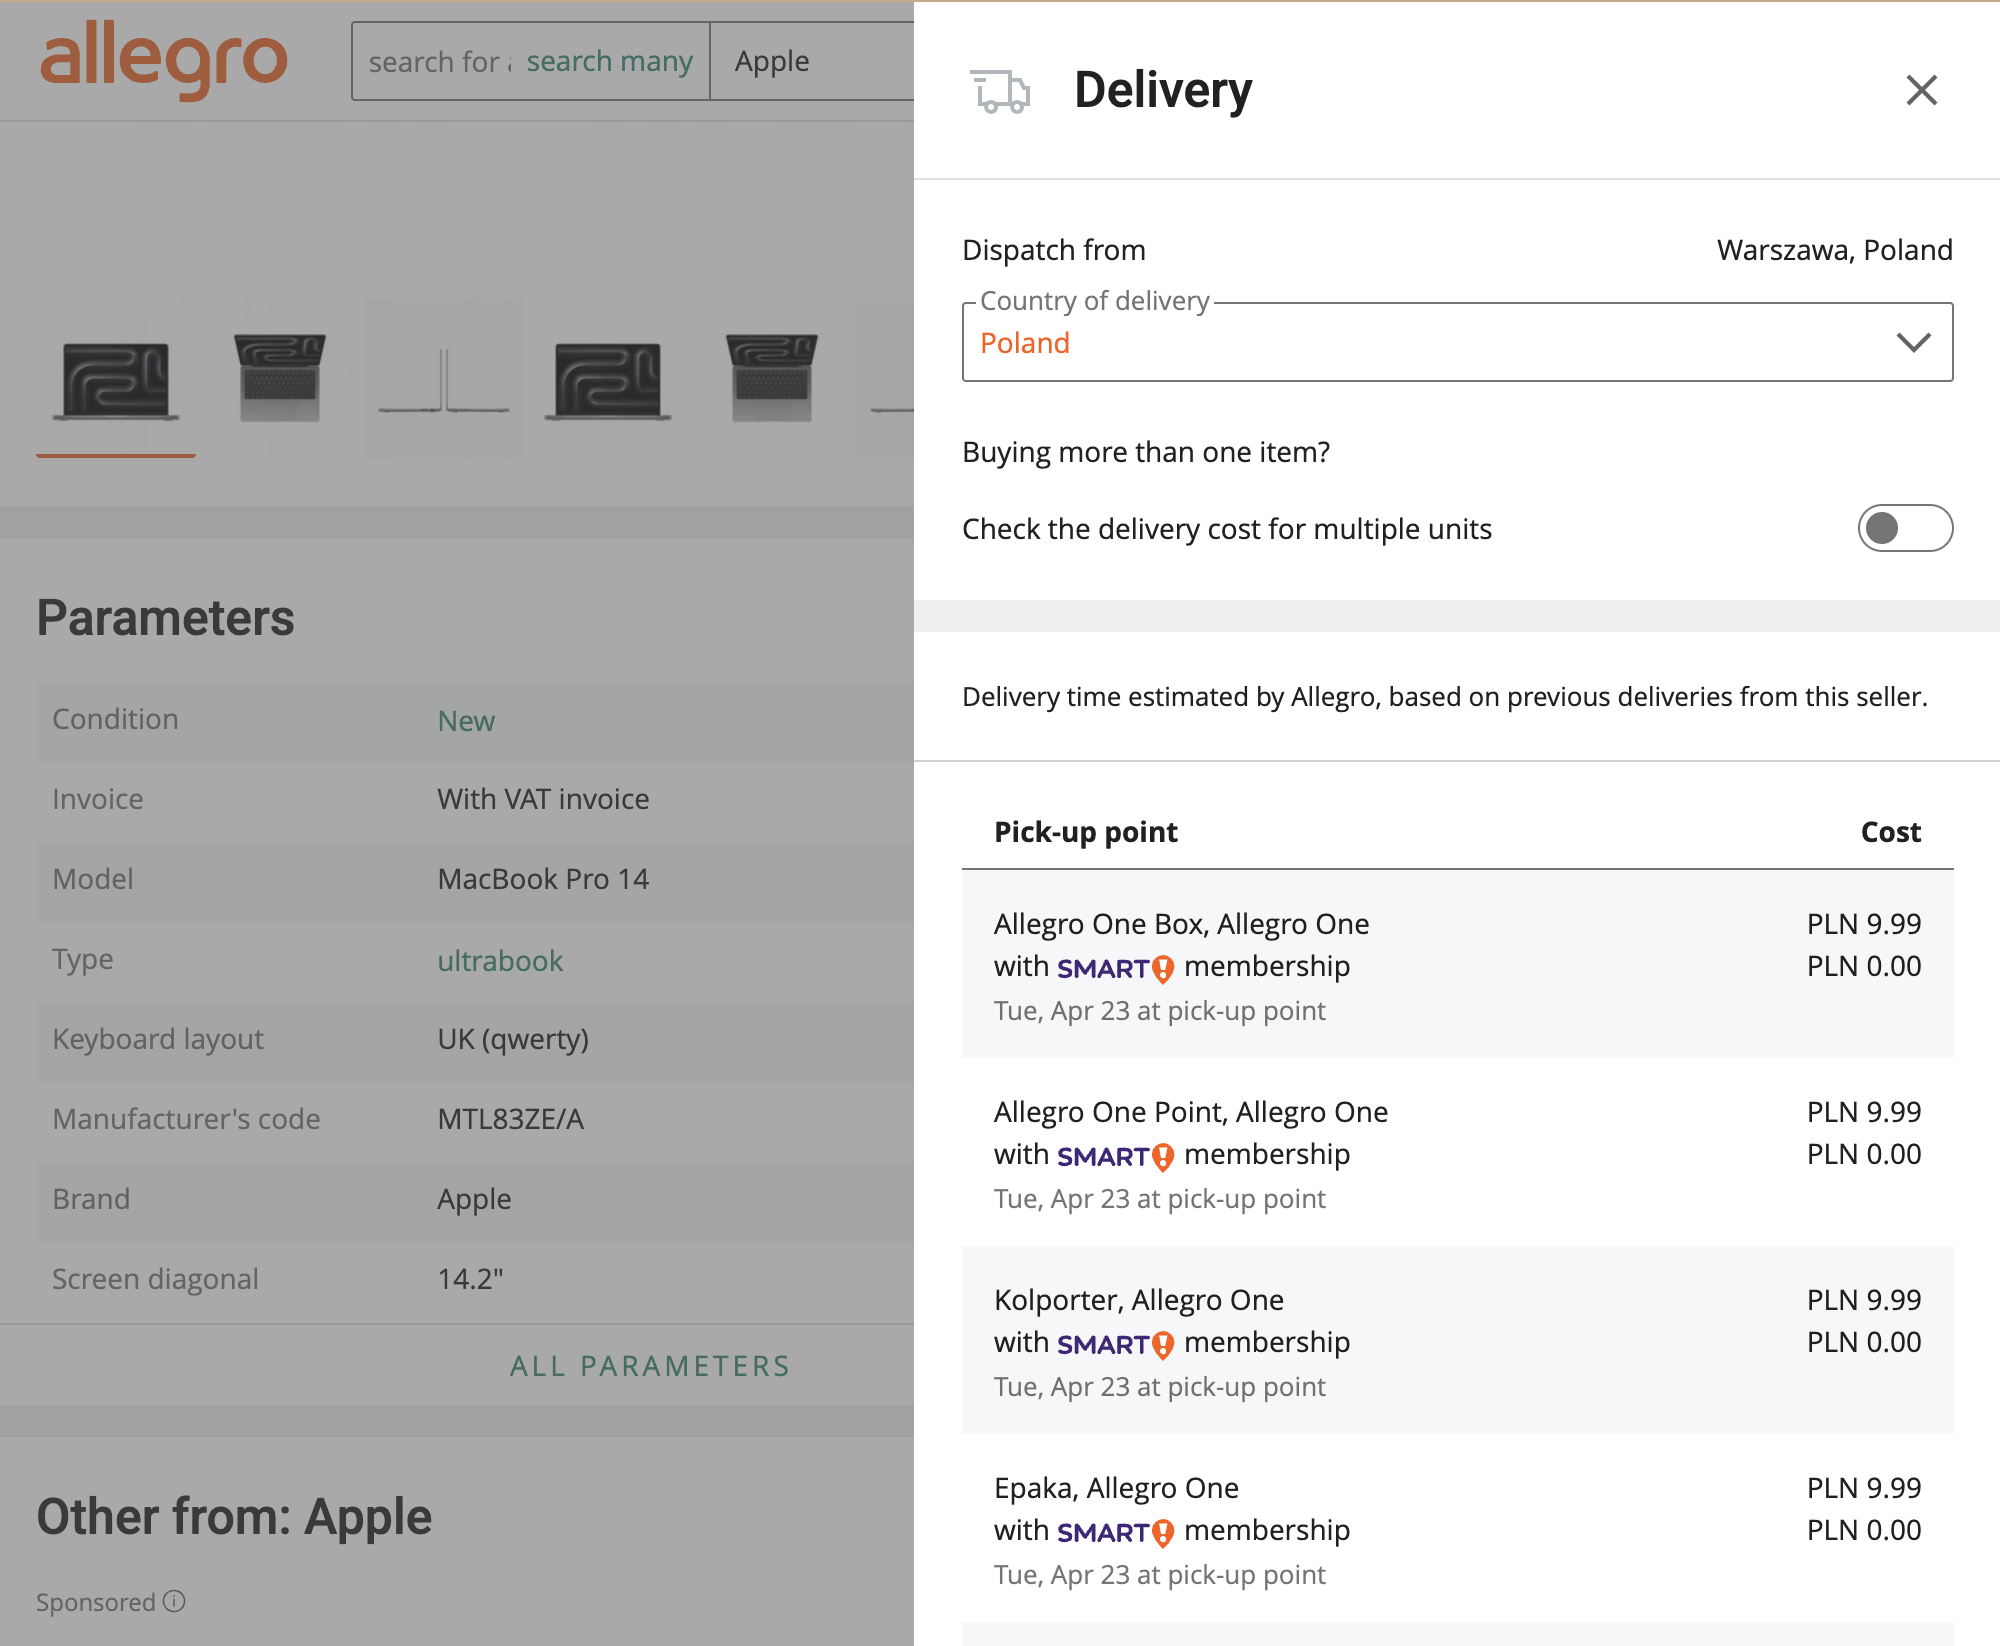 allegro
search for
search many
Apple
Parameters
Condition New
Invoice With VAT invoice
Model MacBook Pro 14
Type ultrabook
Keyboard layout UK (qwerty)
Manufacturer's code MTL83ZE/A
Brand Apple
Screen diagonal 14.2"
ALL PARAMETERS
Other from: Apple
Sponsored
Delivery
Dispatch from Warszawa, Poland
Country of delivery
Poland
Buying more than one item?
Check the delivery cost for multiple units
Delivery time estimated by Allegro, based on previous deliveries from this seller.
Pick-up point Cost
Allegro One Box, Allegro One PLN 9.99
with SMART! membership PLN 0.00
Tue, Apr 23 at pick-up point
Allegro One Point, Allegro One PLN 9.99
with SMART! membership PLN 0.00
Tue, Apr 23 at pick-up point
Kolporter, Allegro One PLN 9.99
with SMART! membership PLN 0.00
Tue, Apr 23 at pick-up point
Epaka, Allegro One PLN 9.99
with SMART! membership PLN 0.00
Tue, Apr 23 at pick-up point